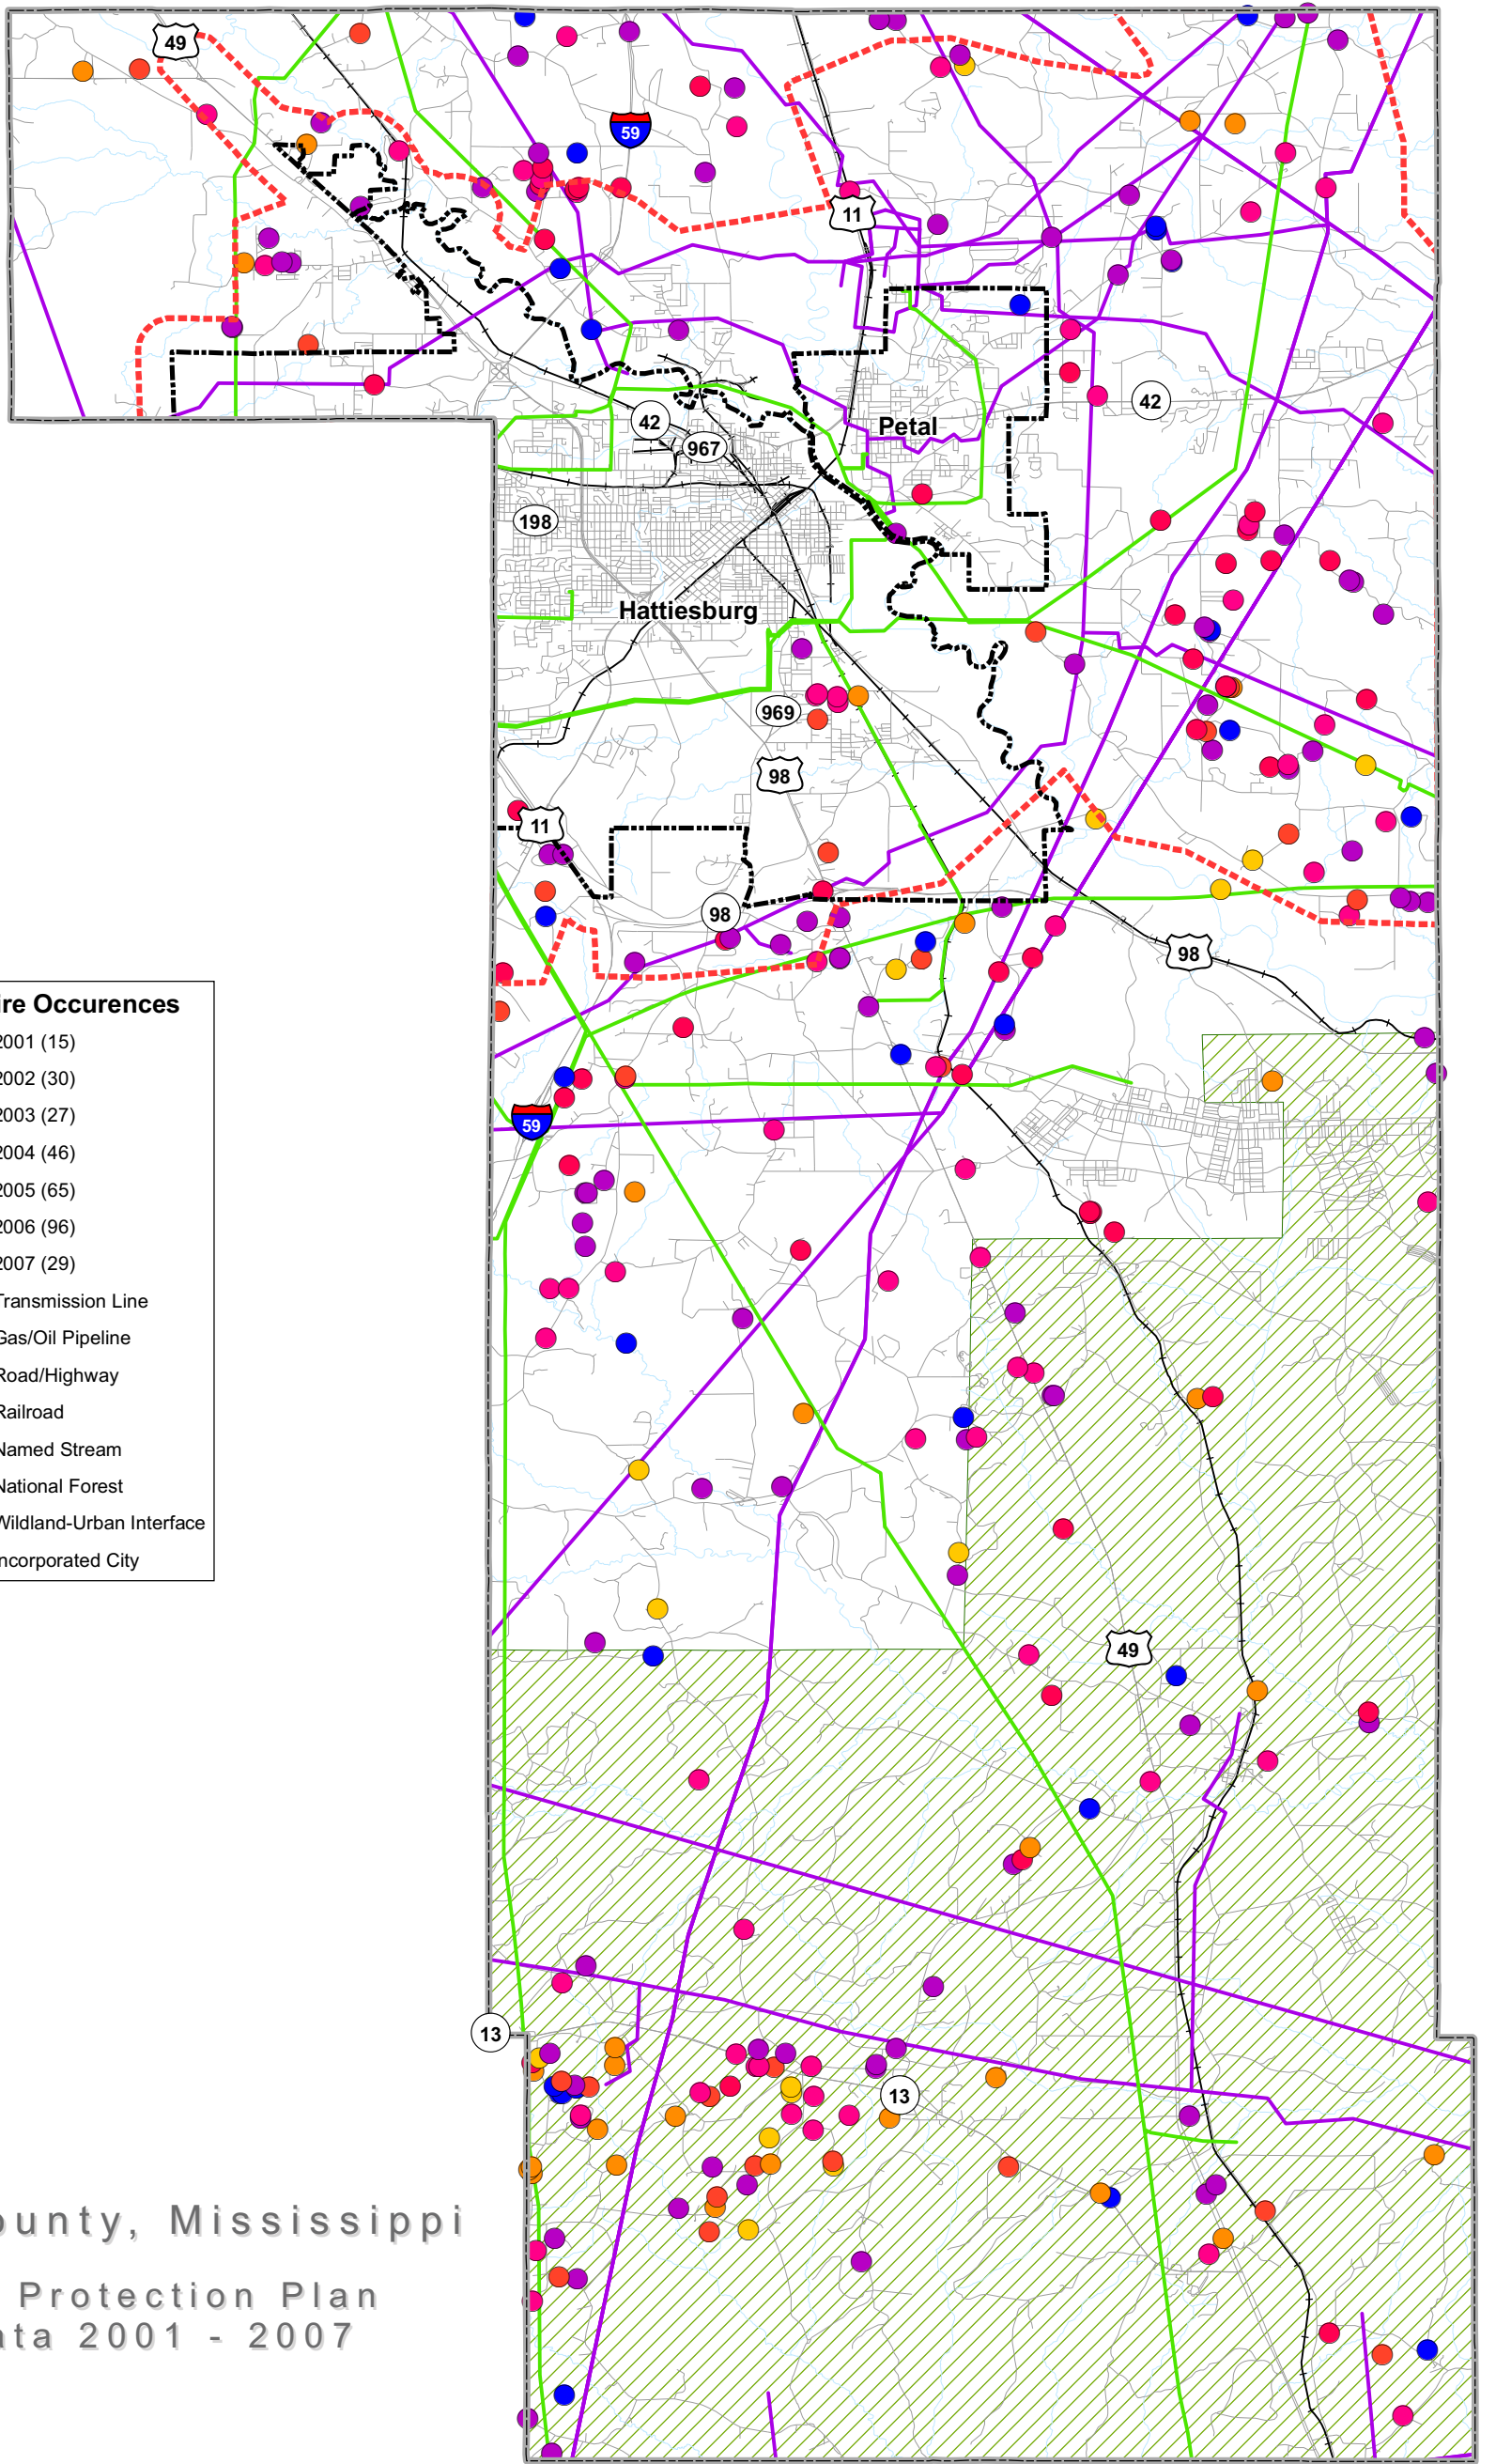 49
59
11
42
Petal
42
967
198
Hattiesburg
969
98
11
98
98
59
ire Occurences
2001 (15)
2002 (30)
2003 (27)
2004 (46)
2005 (65)
2006 (96)
2007 (29)
Transmission Line
Gas/Oil Pipeline
Road/Highway
Railroad
Named Stream
National Forest
Wildland-Urban Interface
Incorporated City
49
13
13
ounty, Mississippi
Protection Plan
ata 2001 - 2007